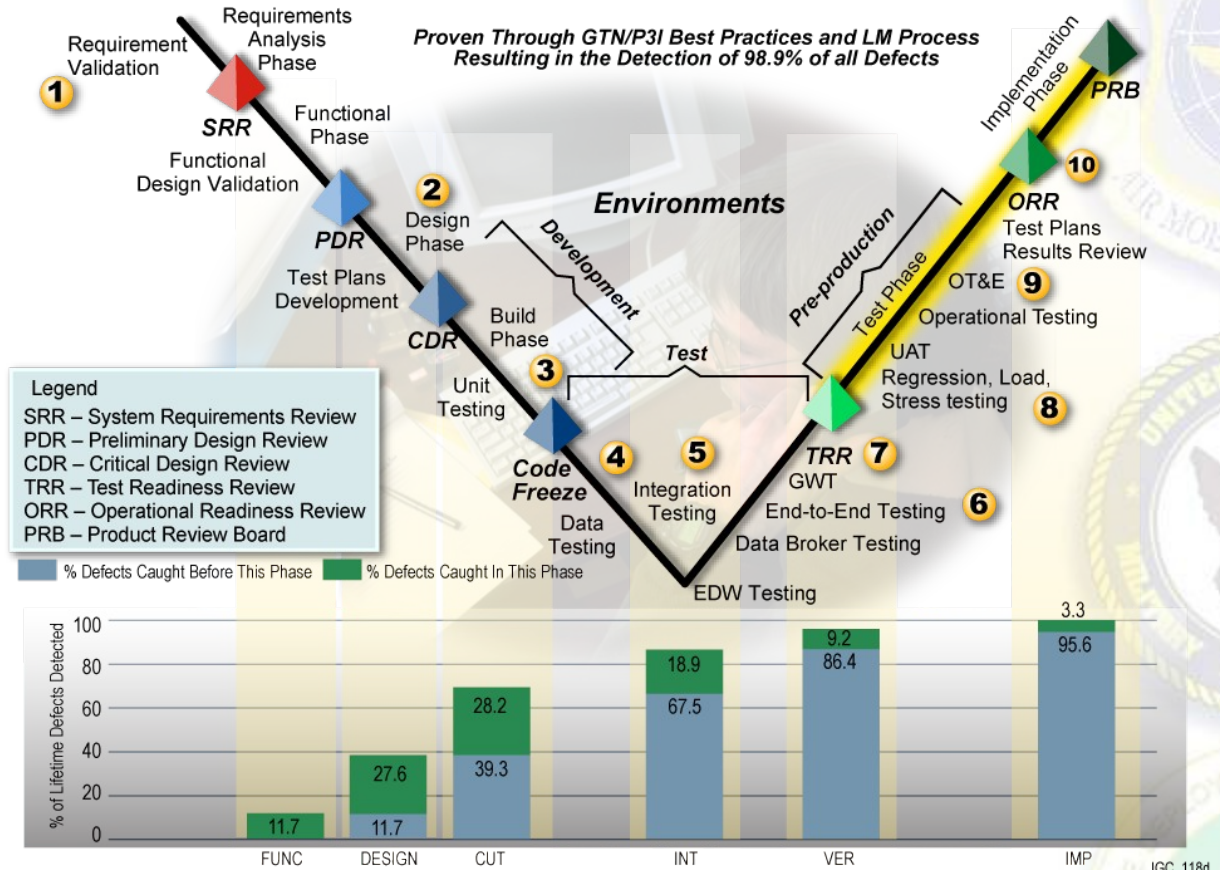 Proven Through GTN/P3I Best Practices and LM Process
Resulting in the Detection of 98.9% of all Defects
Requirement
Validation
1
Requirements
Analysis
Phase
SRR
Functional
Phase
Functional
Design Validation
PDR
2
Design
Phase
Test Plans
Development
CDR
Build
Phase
3
Unit
Testing
Code
Freeze
4
Data
Testing
Environments
Development
Test
Pre-production
5
Integration
Testing
EDW Testing
Data Broker Testing
End-to-End Testing
6
GWT
TRR
7
Regression, Load,
Stress testing
8
UAT
Operational Testing
OT&E
9
Test Phase
Test Plans
Results Review
ORR
10
Implementation
Phase
PRB
AIR MO
UNITE
Legend
SRR – System Requirements Review
PDR – Preliminary Design Review
CDR – Critical Design Review
TRR – Test Readiness Review
ORR – Operational Readiness Review
PRB – Product Review Board
% Defects Caught Before This Phase
% Defects Caught In This Phase
% of Lifetime Defects Detected
100
80
60
40
20
0
11.7
27.6
11.7
28.2
39.3
18.9
67.5
9.2
86.4
3.3
95.6
FUNC
DESIGN
CUT
INT
VER
IMP
IGC 118d